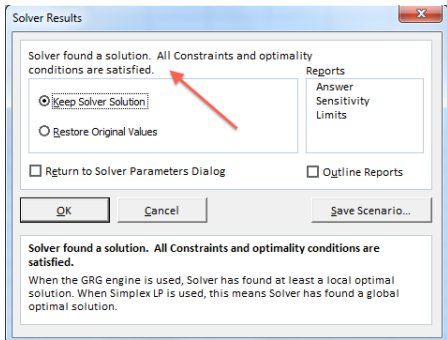 Solver Results
Solver found a solution. All Constraints and optimality
conditions are satisfied.
Reports
Answer
Sensitivity
Limits
Keep Solver Solution
Restore Original Values
Return to Solver Parameters Dialog
Outline Reports
OK
Cancel
Save Scenario...
Solver found a solution. All Constraints and optimality conditions are
satisfied.
When the GRG engine is used, Solver has found at least a local optimal
solution. When Simplex LP is used, this means Solver has found a global
optimal solution.